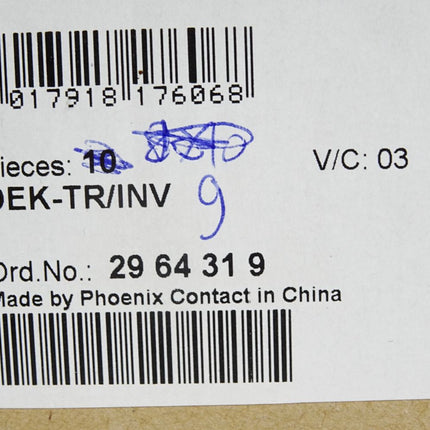 017918 176068
ieces: 10
V/C: 03
DEK-TR/INV
9
Ord.No.: 29 64 31 9
Made by Phoenix Contact in China